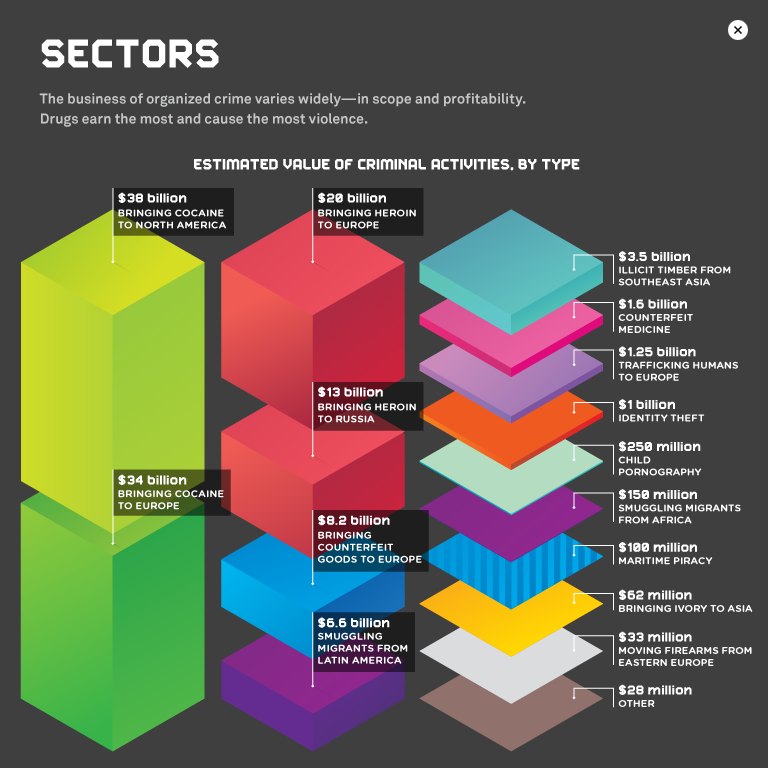 SECTORS
The business of organized crime varies widely—in scope and profitability.
Drugs earn the most and cause the most violence.
ESTIMATED VALUE OF CRIMINAL ACTIVITIES, BY TYPE
$38 billion
BRINGING COCAINE
TO NORTH AMERICA
$34 billion
BRINGING COCAINE
TO EUROPE
$20 billion
BRINGING HEROIN
TO EUROPE
$13 billion
BRINGING HEROIN
TO RUSSIA
$8.2 billion
BRINGING
COUNTERFEIT
GOODS TO EUROPE
$6.6 billion
SMUGGLING
MIGRANTS FROM
LATIN AMERICA
$3.5 billion
ILLICIT TIMBER FROM
SOUTHEAST ASIA
$1.6 billion
COUNTERFEIT
MEDICINE
$1.25 billion
TRAFFICKING HUMANS
TO EUROPE
$1 billion
IDENTITY THEFT
$250 million
CHILD
PORNOGRAPHY
$150 million
SMUGGLING MIGRANTS
FROM AFRICA
$100 million
MARITIME PIRACY
$62 million
BRINGING IVORY TO ASIA
$33 million
MOVING FIREARMS FROM
EASTERN EUROPE
$28 million
OTHER